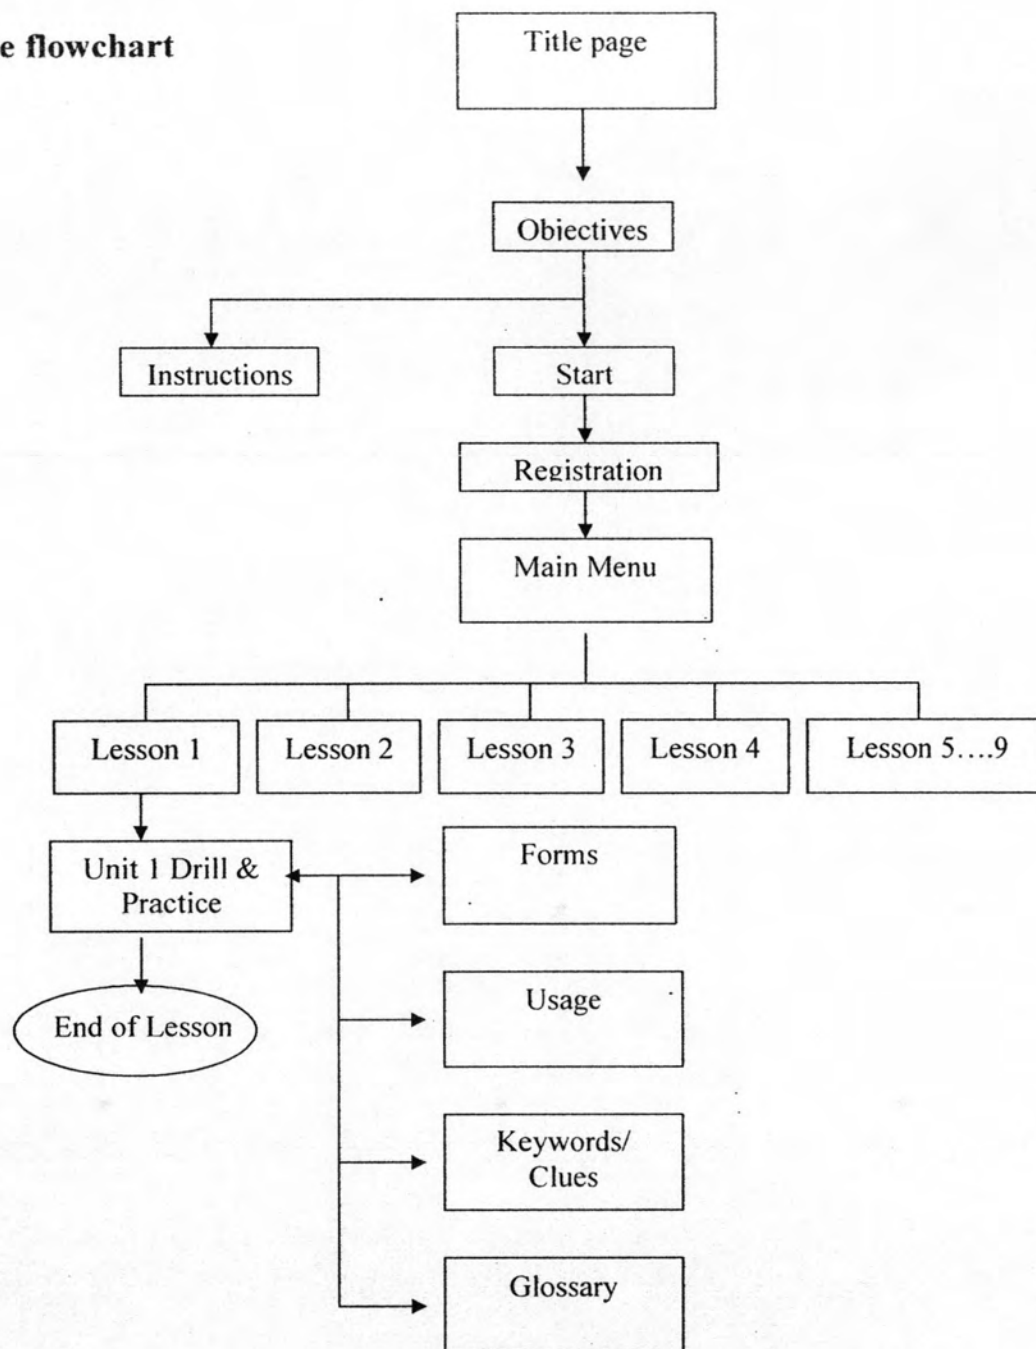 e flowchart
Title page
Objectives
Instructions
Start
Registration
Main Menu
Lesson 1
Lesson 2
Lesson 3
Lesson 4
Lesson 5....9
Unit 1 Drill &
Practice
Forms
End of Lesson
Usage
Keywords/
Clues
Glossary